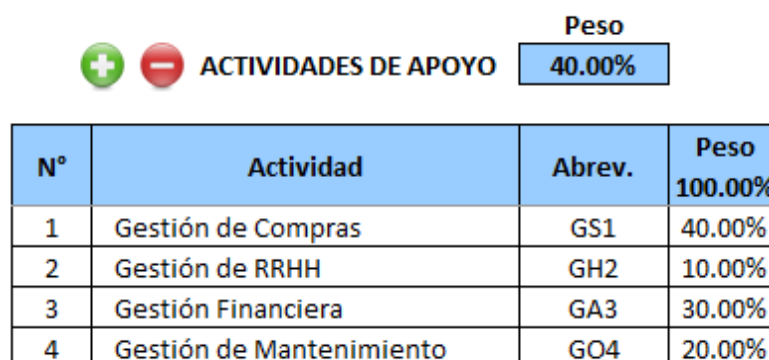 Peso
ACTIVIDADES DE APOYO 40.00%
N° Actividad Abrev. Peso
100.00%
1 Gestión de Compras GS1 40.00%
2 Gestión de RRHH GH2 10.00%
3 Gestión Financiera GA3 30.00%
4 Gestión de Mantenimiento GO4 20.00%